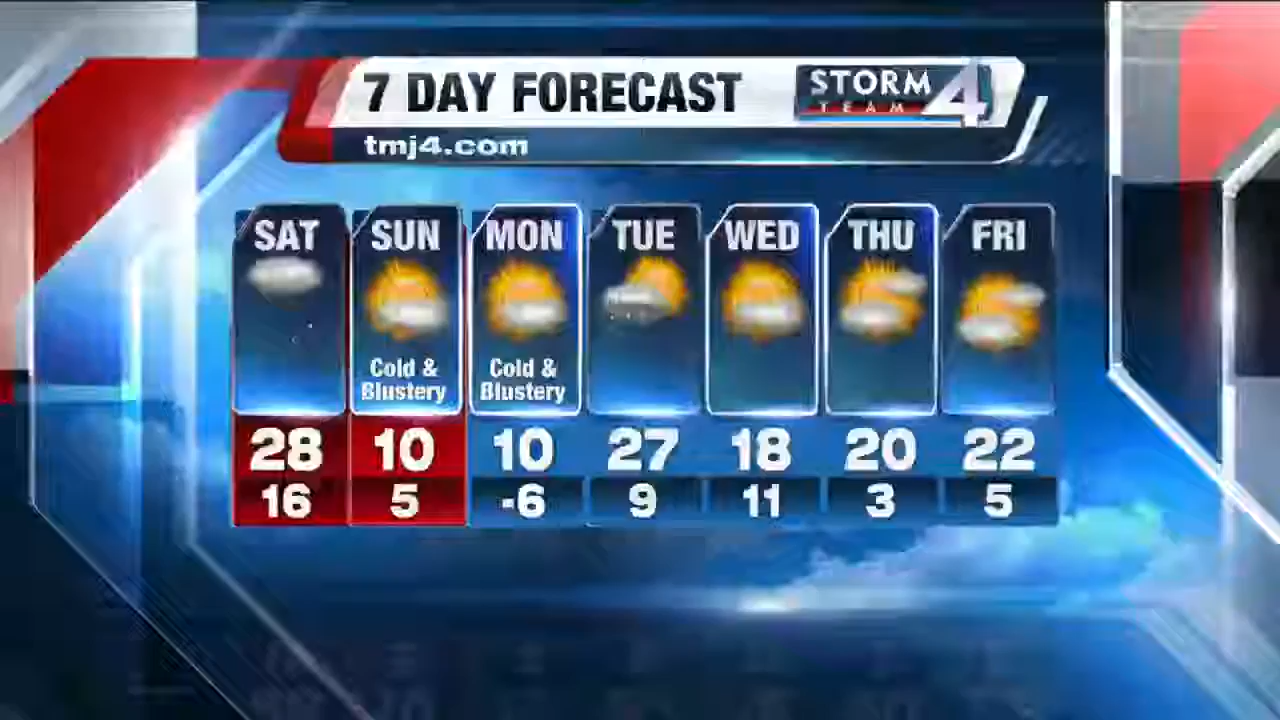 7 DAY FORECAST
STORM 4
TEAM
tmj4.com
SAT SUN MON TUE WED THU FRI
Cold & Cold &
Blustery Blustery
28 10 10 27 18 20 22
16 5 -6 9 11 3 5